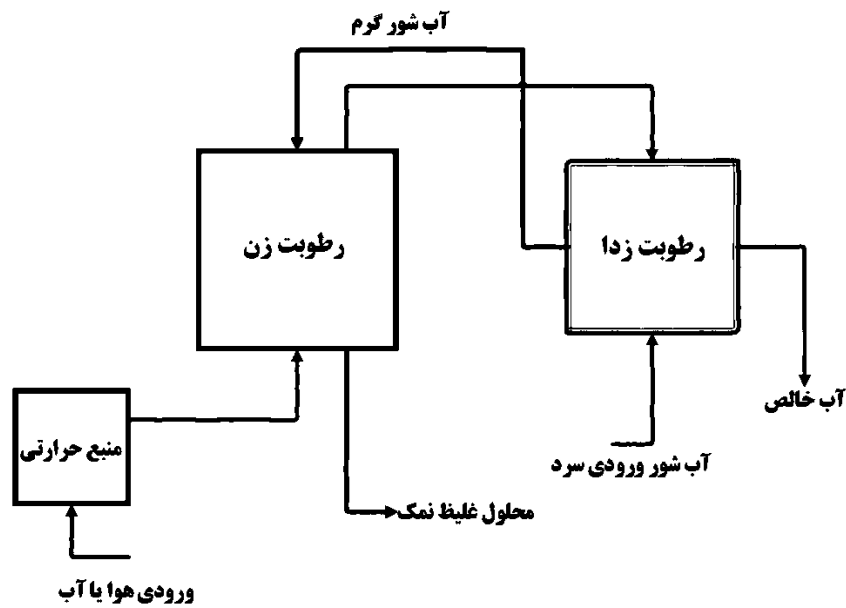 آب شور گرم
رطوبت زن
رطوبت زدا
آب خالص
منبع حرارتی
آب شور ورودی سرد
محلول غلیظ نمک
ورودی هوا یا آب